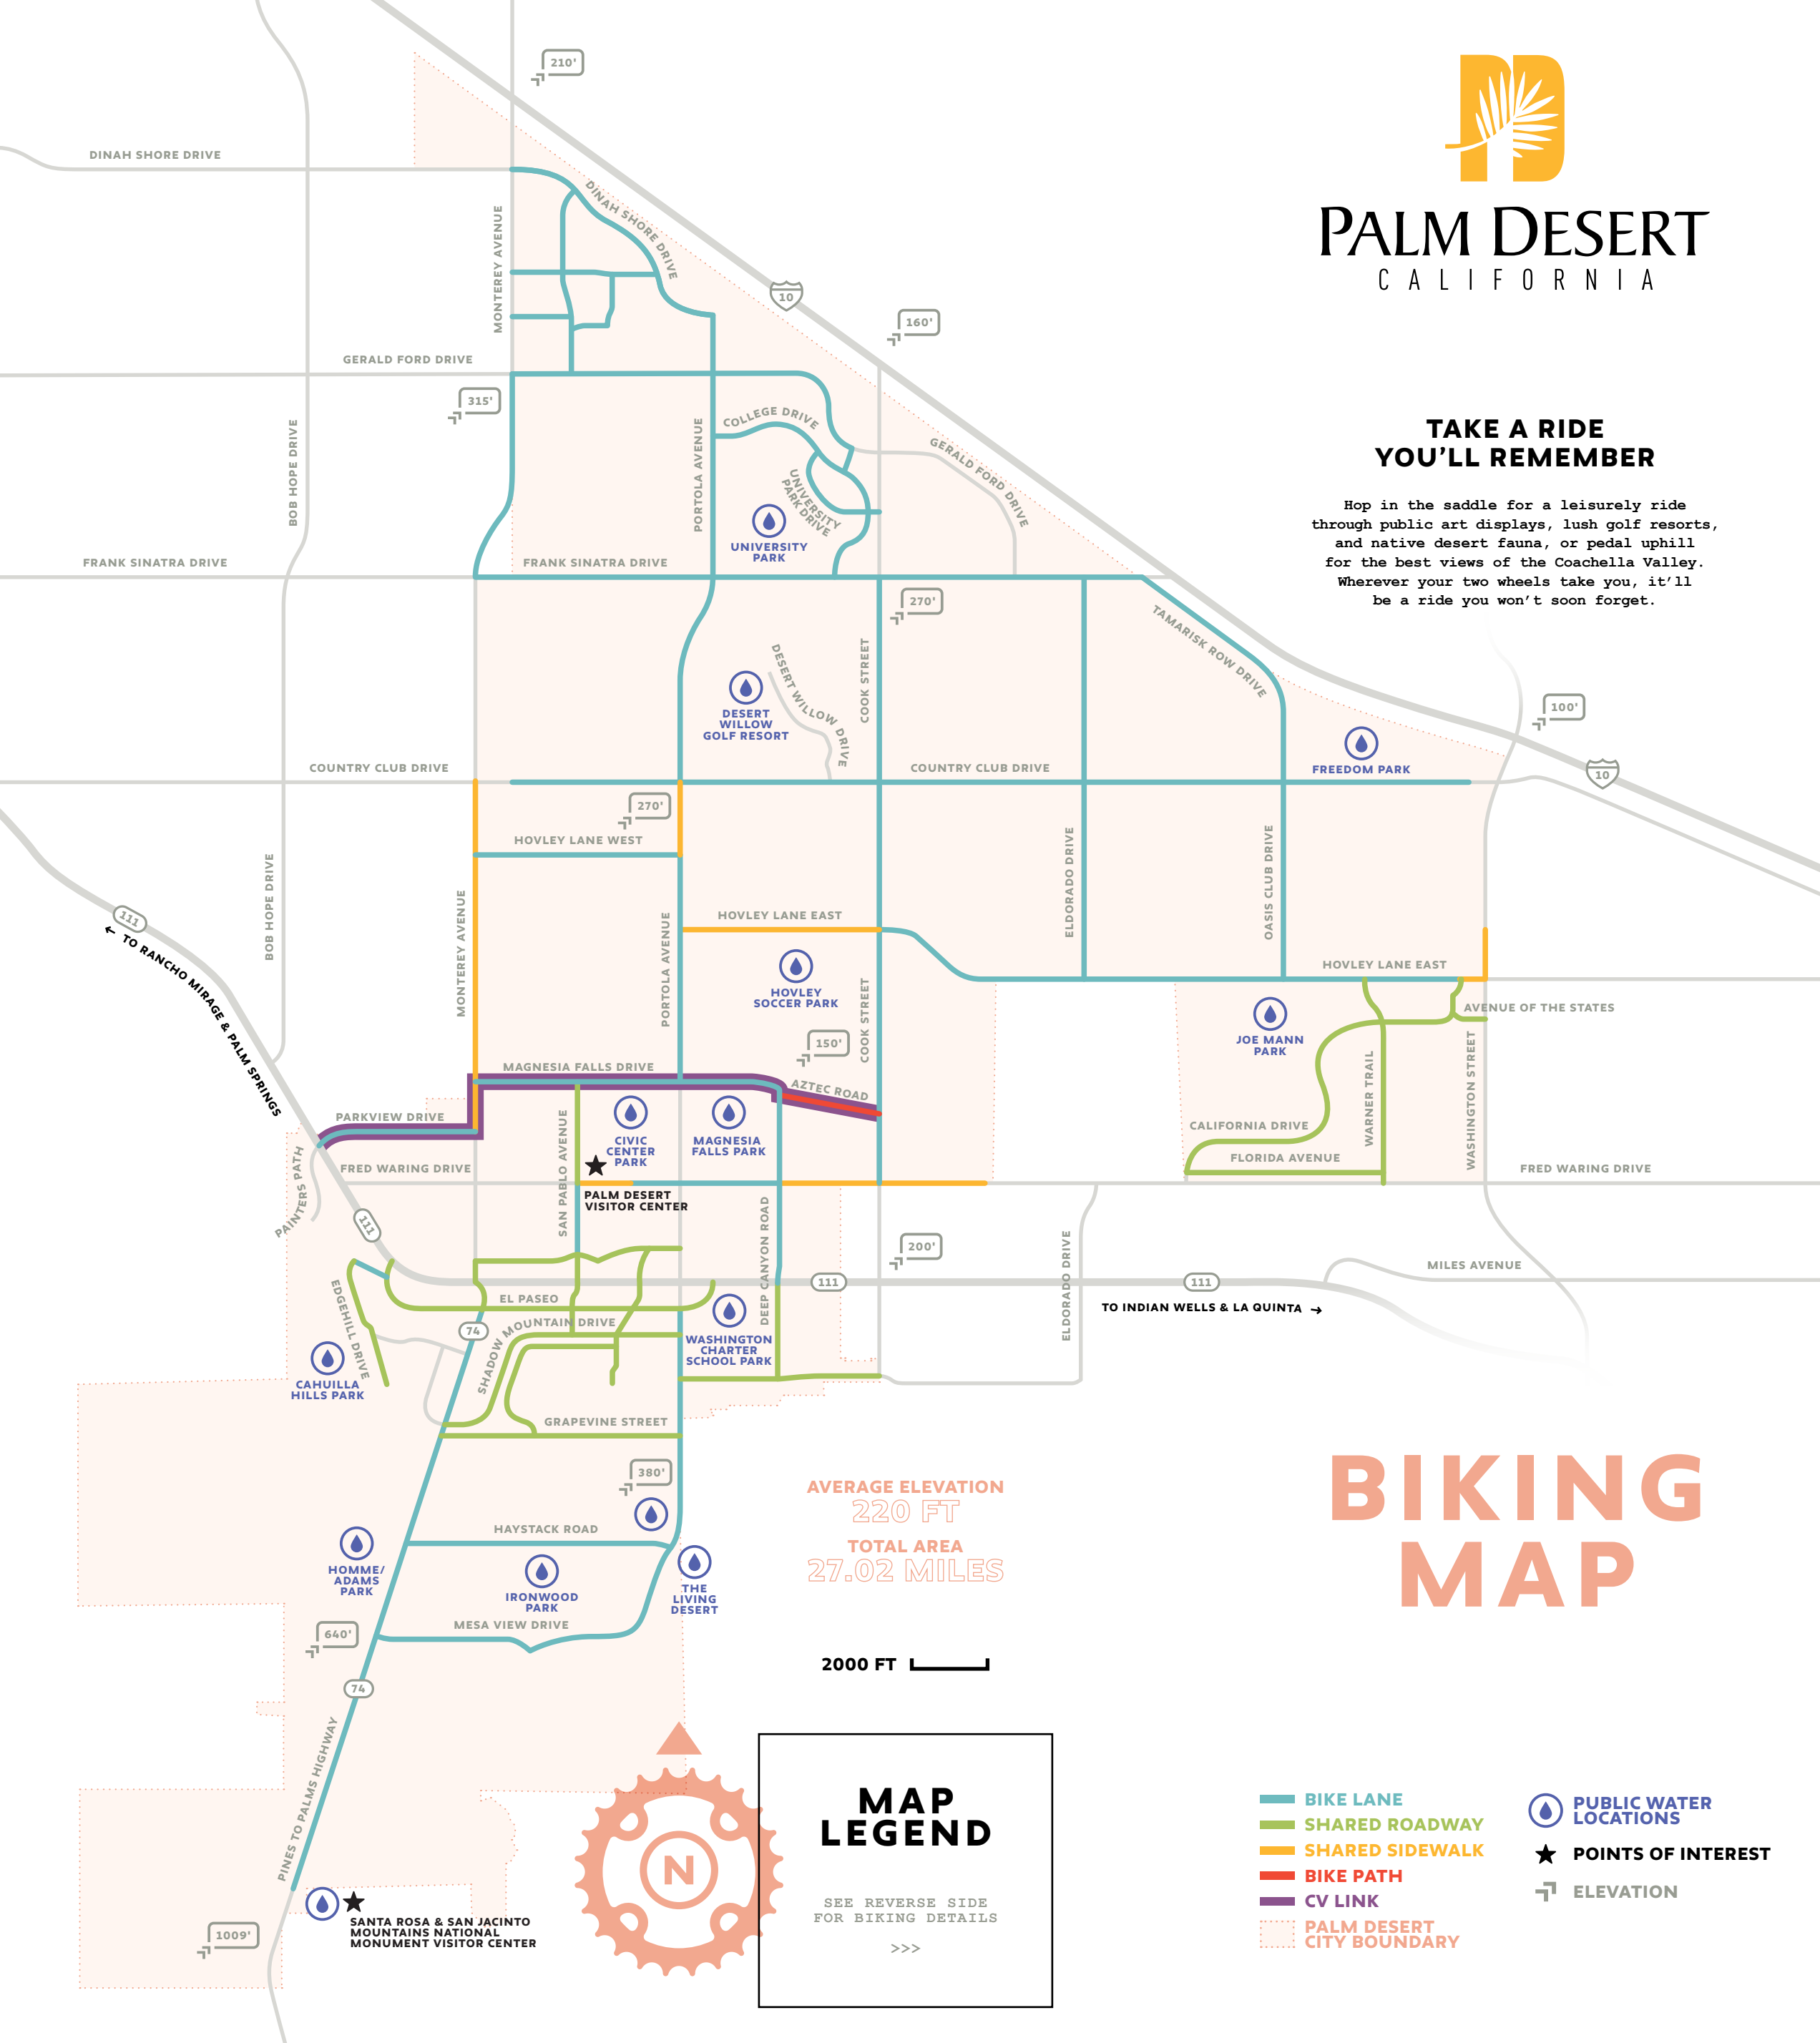 210'
DINAH SHORE DRIVE
DINAH SHORE DRIVE
MONTEREY AVENUE
PALM DESERT
CALIFORNIA
10
160'
GERALD FORD DRIVE
315'
COLLEGE DRIVE
BOB HOPE DRIVE
PORTOLA AVENUE
GERALD FORD DRIVE
UNIVERSITY
PARK DRIVE
UNIVERSITY
PARK
TAKE A RIDE
YOU'LL REMEMBER
Hop in the saddle for a leisurely ride
through public art displays, lush golf resorts,
and native desert fauna, or pedal uphill
for the best views of the Coachella Valley.
Wherever your two wheels take you, it'll
be a ride you won't soon forget.
FRANK SINATRA DRIVE
FRANK SINATRA DRIVE
270'
TAMARISK ROW DRIVE
DESERT WILLOW DRIVE
COOK STREET
DESERT
WILLOW
GOLF RESORT
100'
FREEDOM PARK
10
COUNTRY CLUB DRIVE
COUNTRY CLUB DRIVE
270'
HOVLEY LANE WEST
BOB HOPE DRIVE
MONTEREY AVENUE
PORTOLA AVENUE
ELDORADO DRIVE
OASIS CLUB DRIVE
111
← TO RANCHO MIRAGE & PALM SPRINGS
HOVLEY LANE EAST
HOVLEY LANE EAST
HOVLEY
SOCCER PARK
COOK STREET
150'
JOE MANN
PARK
AVENUE OF THE STATES
WARNER TRAIL
WASHINGTON STREET
MAGNESIA FALLS DRIVE
AZTEC ROAD
PARKVIEW DRIVE
CIVIC
CENTER
PARK
MAGNESIA
FALLS PARK
CALIFORNIA DRIVE
FLORIDA AVENUE
FRED WARING DRIVE
FRED WARING DRIVE
PAINTERS PATH
SAN PABLO AVENUE
PALM DESERT
VISITOR CENTER
DEEP CANYON ROAD
111
200'
ELDORADO DRIVE
MILES AVENUE
111
111
TO INDIAN WELLS & LA QUINTA →
EDGEHILL DRIVE
EL PASEO
74
SHADOW MOUNTAIN DRIVE
WASHINGTON
CHARTER
SCHOOL PARK
CAHUILLA
HILLS PARK
GRAPEVINE STREET
380'
HAYSTACK ROAD
HOMME/
ADAMS
PARK
IRONWOOD
PARK
THE
LIVING
DESERT
MESA VIEW DRIVE
640'
74
PINES TO PALMS HIGHWAY
AVERAGE ELEVATION
220 FT
TOTAL AREA
27.02 MILES
2000 FT
BIKING
MAP
N
MAP
LEGEND
SEE REVERSE SIDE
FOR BIKING DETAILS
>>>
BIKE LANE
SHARED ROADWAY
SHARED SIDEWALK
BIKE PATH
CV LINK
PALM DESERT
CITY BOUNDARY
PUBLIC WATER
LOCATIONS
POINTS OF INTEREST
ELEVATION
SANTA ROSA & SAN JACINTO
MOUNTAINS NATIONAL
MONUMENT VISITOR CENTER
1009'